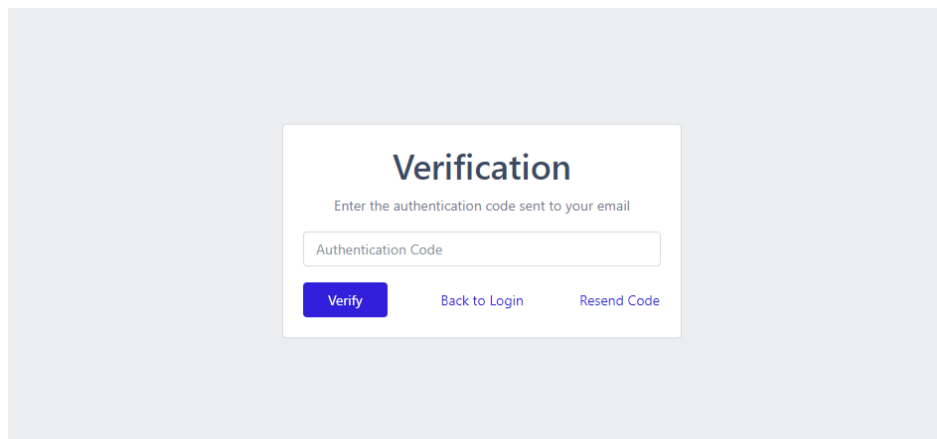 Verification
Enter the authentication code sent to your email
Authentication Code
Verify Back to Login Resend Code